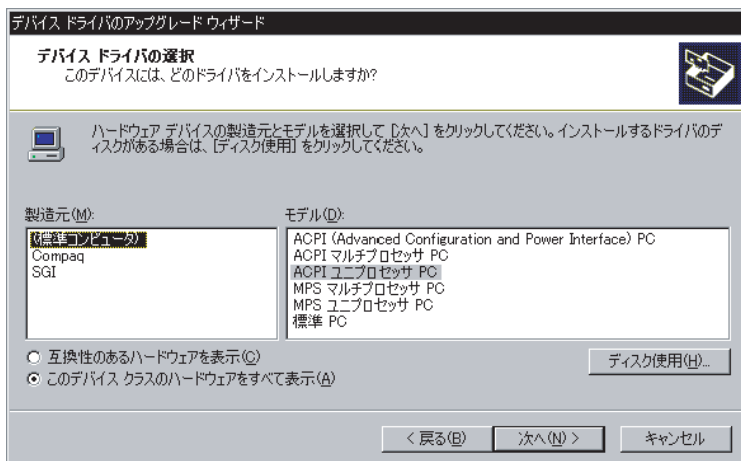 デバイス ドライバのアップグレード ウィザード
デバイス ドライバの選択
このデバイスには、どのドライバをインストールしますか?
ハードウェア デバイスの製造元とモデルを選択して [次へ] をクリックしてください。インストールするドライバのデ
ィスクがある場合は、[ディスク使用] をクリックしてください。
製造元(M):
(標準コンピュータ)
Compaq
SGI
モデル(D):
ACPI (Advanced Configuration and Power Interface) PC
ACPI マルチプロセッサ PC
ACPI ユニプロセッサ PC
MPS マルチプロセッサ PC
MPS ユニプロセッサ PC
標準 PC
互換性のあるハードウェアを表示(C)
このデバイス クラスのハードウェアをすべて表示(A)
ディスク使用(H)...
< 戻る(B)
次へ(N) >
キャンセル